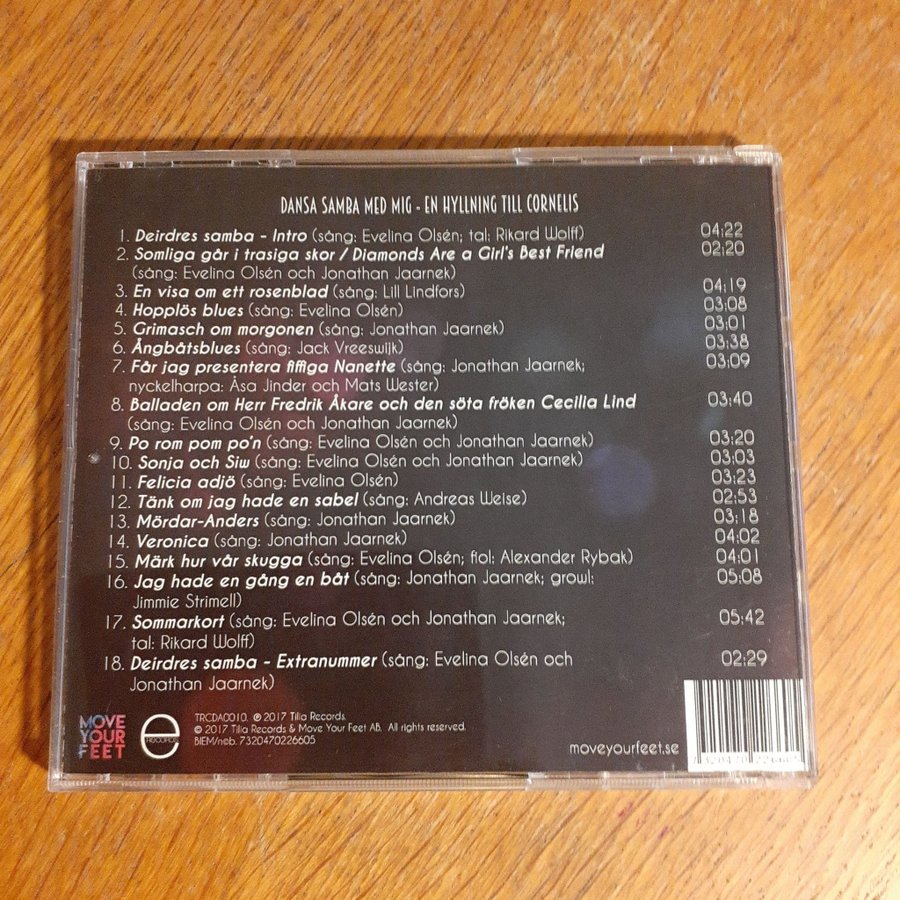 DANSA SAMBA MED MIG - EN HYLLNING TILL CORNELIS
1. Deirdres samba - Intro (sång: Evelina Olsén; tal: Rikard Wolff) 04:22
2. Somliga går i trasiga skor / Diamonds Are a Girl's Best Friend 02:20
(sång: Evelina Olsén och Jonathan Jaarnek)
3. En visa om ett rosenblad (sång: Lill Lindfors) 04:19
4. Hopplös blues (sång: Evelina Olsén) 03:08
5. Grimasch om morgonen (sång: Jonathan Jaarnek) 03:01
6. Ångbåtsblues (sång: Jack Vreeswijk) 03:38
7. Får jag presentera fiffiga Nanette (sång: Jonathan Jaarnek; 03:09
nyckelharpa: Åsa Jinder och Mats Wester)
8. Balladen om Herr Fredrik Åkare och den söta fröken Cecilia Lind 03:40
(sång: Evelina Olsén och Jonathan Jaarnek)
9. Po rom pom po'n (sång: Evelina Olsén och Jonathan Jaarnek) 03:20
10. Sonja och Siw (sång: Evelina Olsén och Jonathan Jaarnek) 03:03
11. Felicia adjö (sång: Evelina Olsén) 03:23
12. Tänk om jag hade en sabel (sång: Andreas Weise) 02:53
13. Mördar-Anders (sång: Jonathan Jaarnek) 03:18
14. Veronica (sång: Jonathan Jaarnek) 04:02
15. Märk hur vår skugga (sång: Evelina Olsén; fiol: Alexander Rybak) 04:01
16. Jag hade en gång en båt (sång: Jonathan Jaarnek; growl: 05:08
Jimmie Strimell)
17. Sommarkort (sång: Evelina Olsén och Jonathan Jaarnek; 05:42
tal: Rikard Wolff)
18. Deirdres samba - Extranummer (sång: Evelina Olsén och 02:29
Jonathan Jaarnek)
MOVE
YOUR
FEET
e
RECORDS
TRCDA0010. ℗ 2017 Tilia Records.
© 2017 Tilia Records & Move Your Feet AB. All rights reserved.
BIEM/n©b. 7320470226605
moveyourfeet.se
7 320470 226605